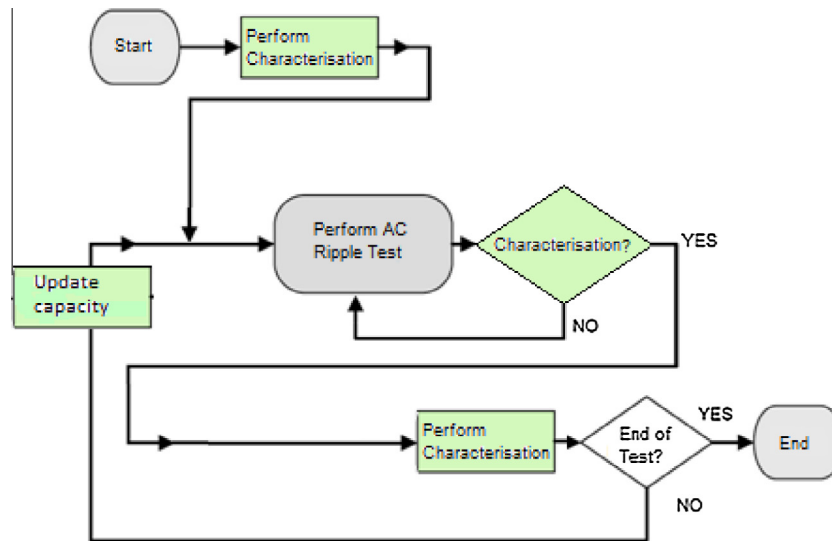 Start
Perform
Characterisation
Perform AC
Ripple Test
Characterisation?
YES
NO
Update
capacity
Perform
Characterisation
End of
Test?
YES
NO
End